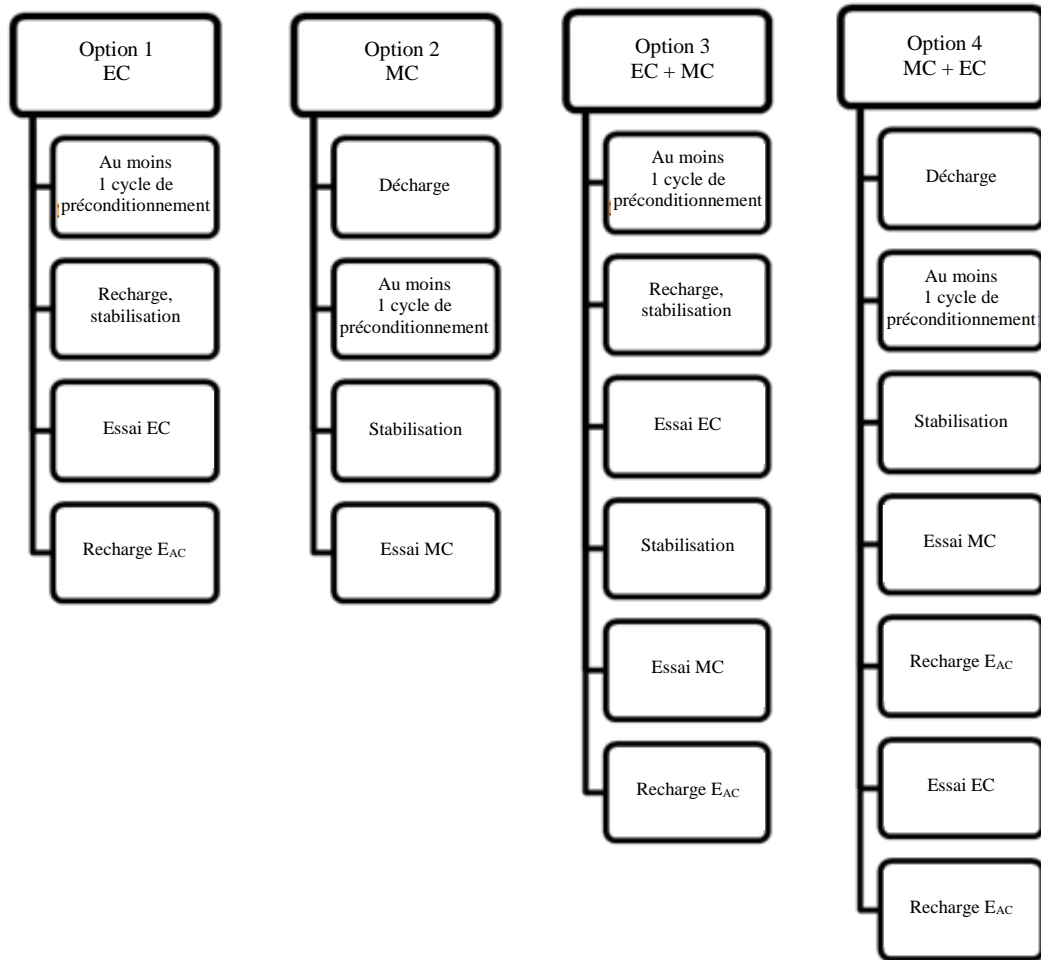 Option 1
EC
Au moins
1 cycle de
préconditionnement
Recharge,
stabilisation
Essai EC
Recharge EAC
Option 2
MC
Décharge
Au moins
1 cycle de
préconditionnement
Stabilisation
Essai MC
Option 3
EC + MC
Au moins
1 cycle de
préconditionnement
Recharge,
stabilisation
Essai EC
Stabilisation
Essai MC
Recharge EAC
Option 4
MC + EC
Décharge
Au moins
1 cycle de
préconditionnement
Stabilisation
Essai MC
Recharge EAC
Essai EC
Recharge EAC